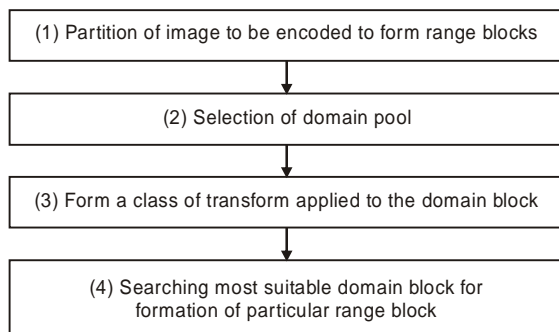 (1) Partition of image to be encoded to form range blocks
(2) Selection of domain pool
(3) Form a class of transform applied to the domain block
(4) Searching most suitable domain block for
formation of particular range block